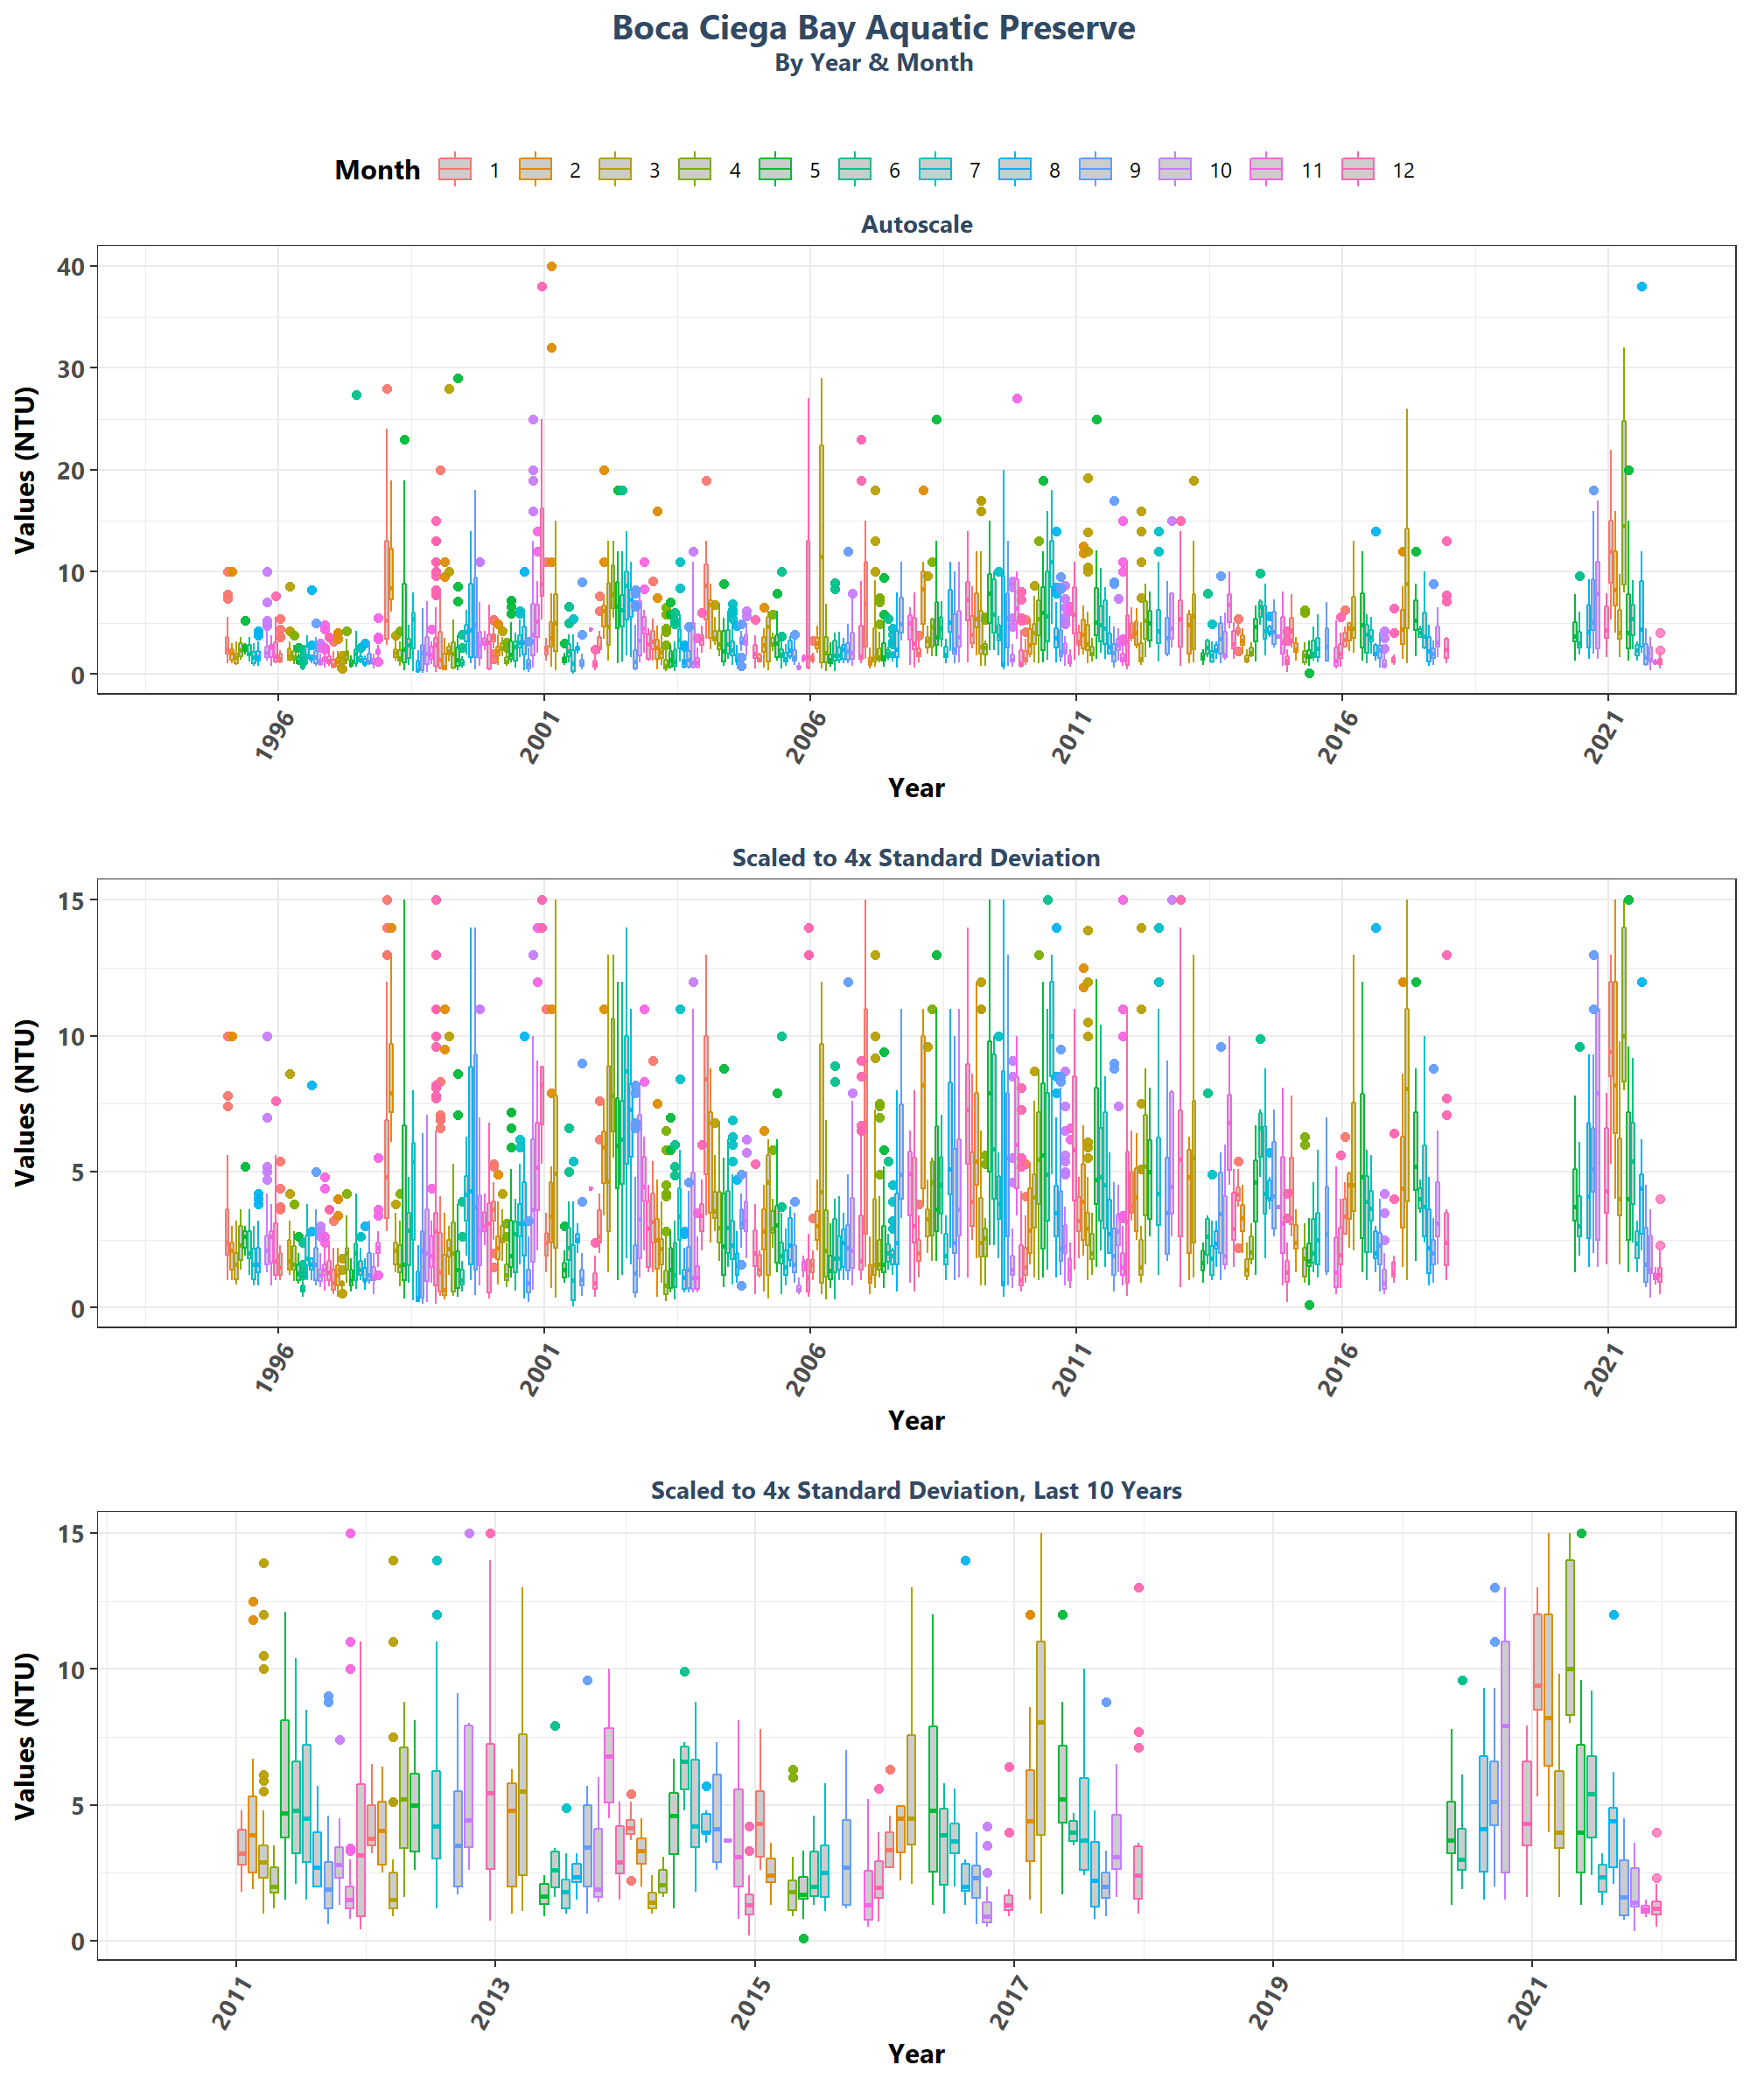 Boca Ciega Bay Aquatic Preserve
By Year & Month
Month 1 2 3 4 5 6 7 8 9 10 11 12
Autoscale
Values (NTU)
40
30
20
10
0
1996 2001 2006 2011 2016 2021
Year
Scaled to 4x Standard Deviation
Values (NTU)
15
10
5
0
1996 2001 2006 2011 2016 2021
Year
Scaled to 4x Standard Deviation, Last 10 Years
Values (NTU)
15
10
5
0
2011 2013 2015 2017 2019 2021
Year